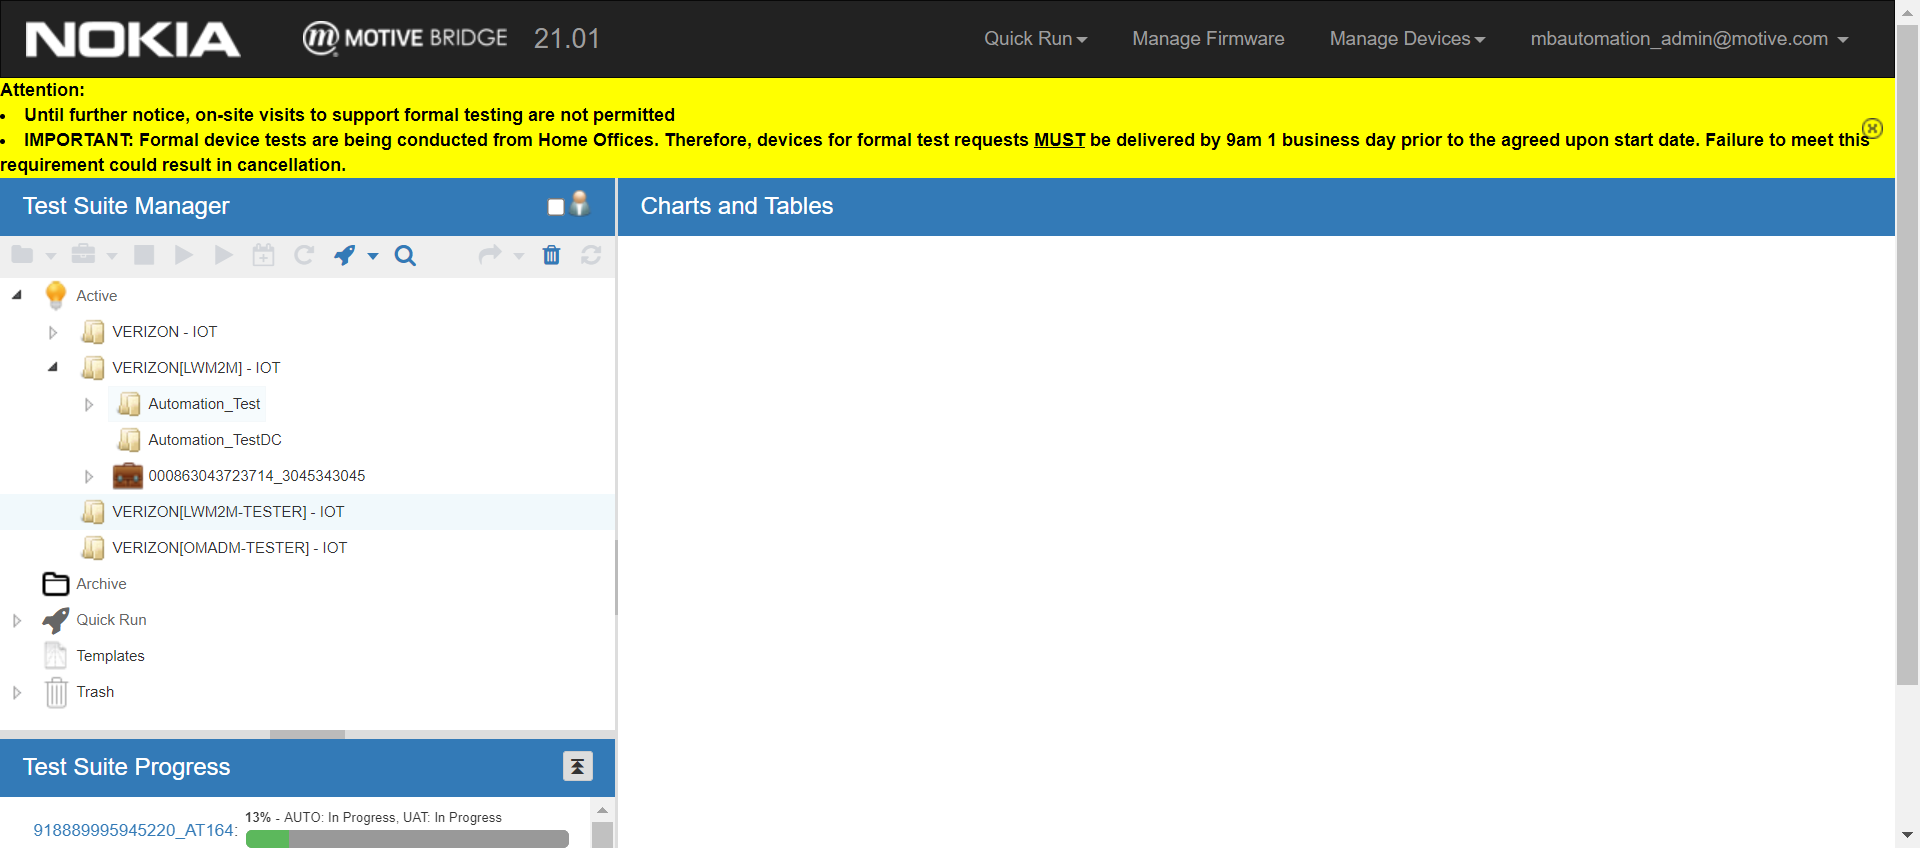 NOKIA MOTIVE BRIDGE 21.01 Quick Run Manage Firmware Manage Devices mbautomation_admin@motive.com
Attention:
• Until further notice, on-site visits to support formal testing are not permitted
• IMPORTANT: Formal device tests are being conducted from Home Offices. Therefore, devices for formal test requests MUST be delivered by 9am 1 business day prior to the agreed upon start date. Failure to meet this
requirement could result in cancellation.
Test Suite Manager
Charts and Tables
Active
VERIZON - IOT
VERIZON[LWM2M] - IOT
Automation_Test
Automation_TestDC
000863043723714_3045343045
VERIZON[LWM2M-TESTER] - IOT
VERIZON[OMADM-TESTER] - IOT
Archive
Quick Run
Templates
Trash
Test Suite Progress
13% - AUTO: In Progress, UAT: In Progress
918889995945220_AT164: